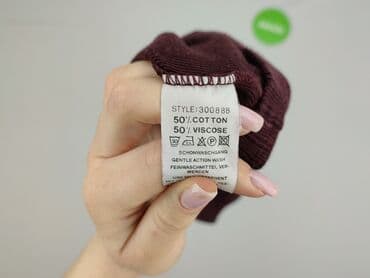 STYLE:300888
50% COTTON
50% VISCOSE
SCHONWASCHGANG
GENTLE ACTION WASH
FEINWASCHMITTEL VER-
WENDEN